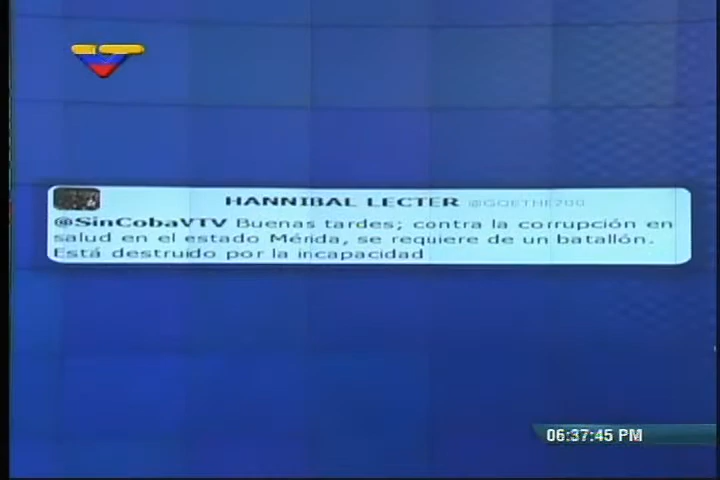 HANNIBAL LECTER @GOETHE200
@SinCobaVTV Buenas tardes; contra la corrupción en
salud en el estado Mérida, se requiere de un batallón.
Está destruido por la incapacidad
06:37:45 PM